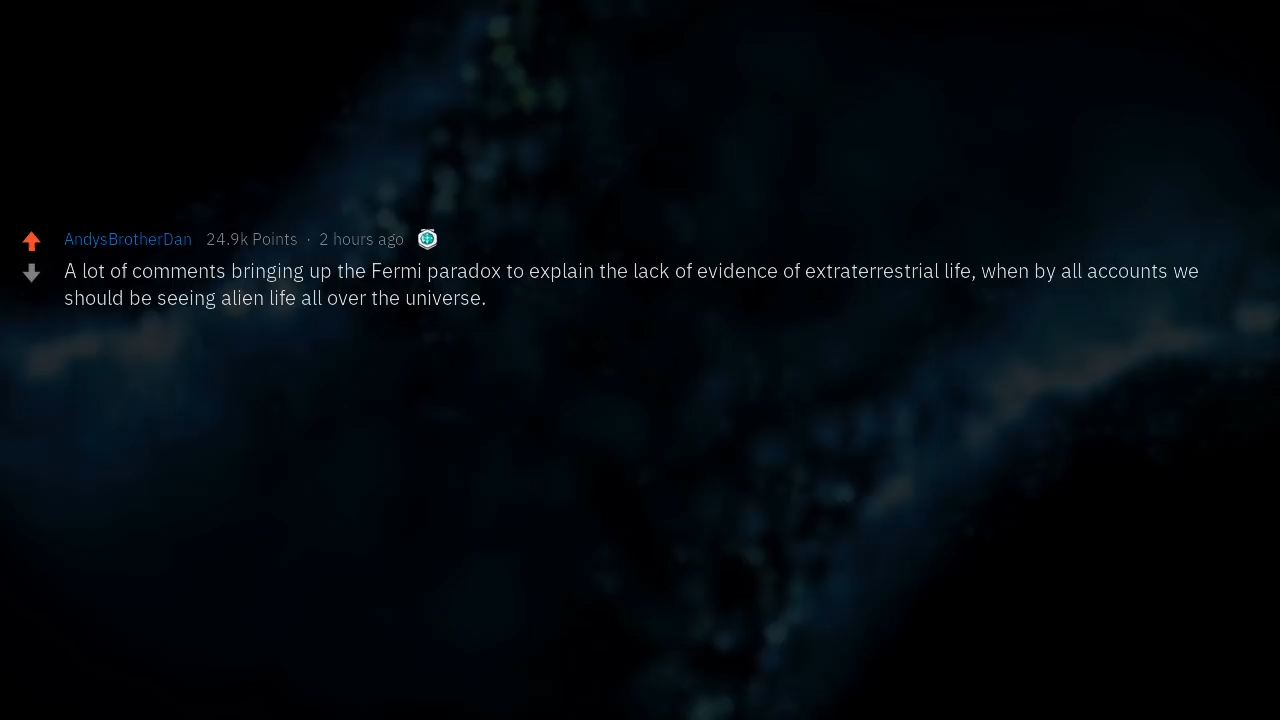 AndysBrotherDan 24.9k Points · 2 hours ago
A lot of comments bringing up the Fermi paradox to explain the lack of evidence of extraterrestrial life, when by all accounts we
should be seeing alien life all over the universe.